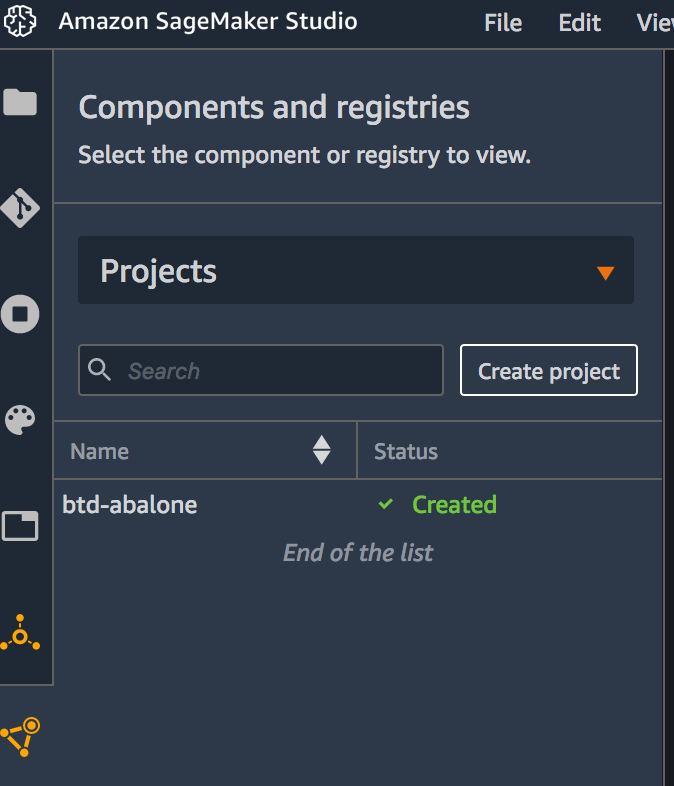 Amazon SageMaker Studio File Edit View
Components and registries
Select the component or registry to view.
Projects
Search Create project
Name Status
btd-abalone Created
End of the list